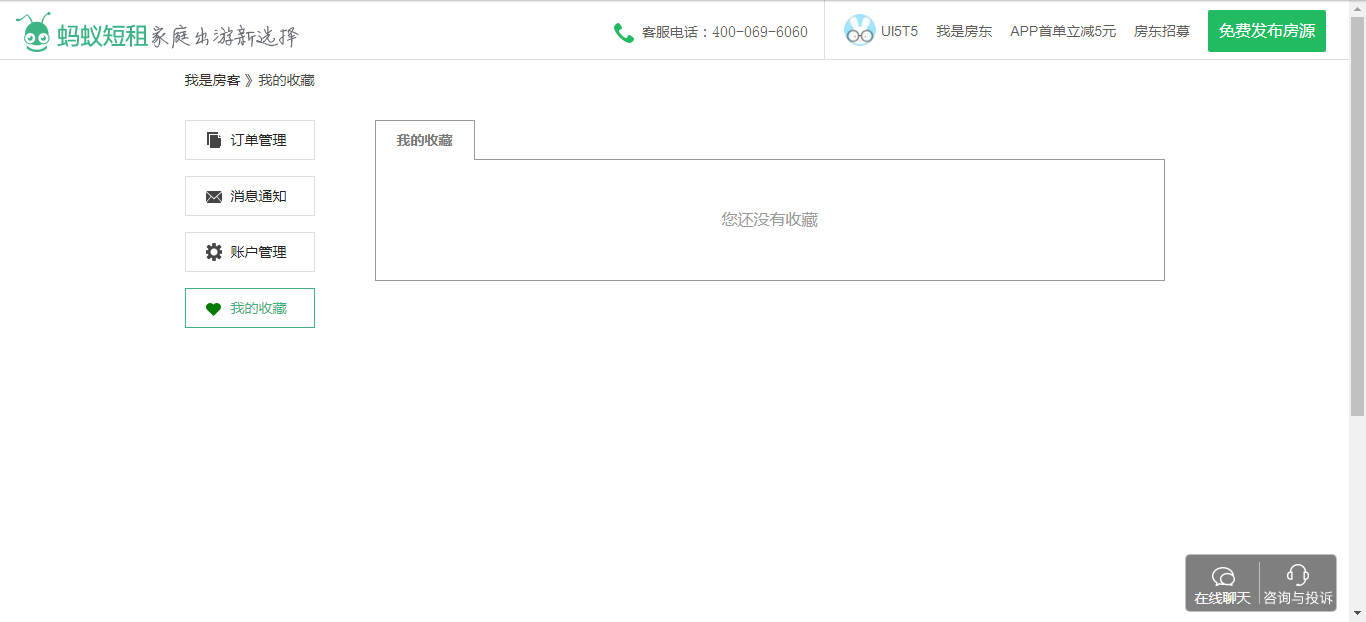 蚂蚁短租 家庭出游新选择
客服电话：400-069-6060
UI5T5
我是房东
APP首单立减5元
房东招募
免费发布房源
我是房客 》我的收藏
订单管理
消息通知
账户管理
我的收藏
我的收藏
您还没有收藏
在线聊天
咨询与投诉